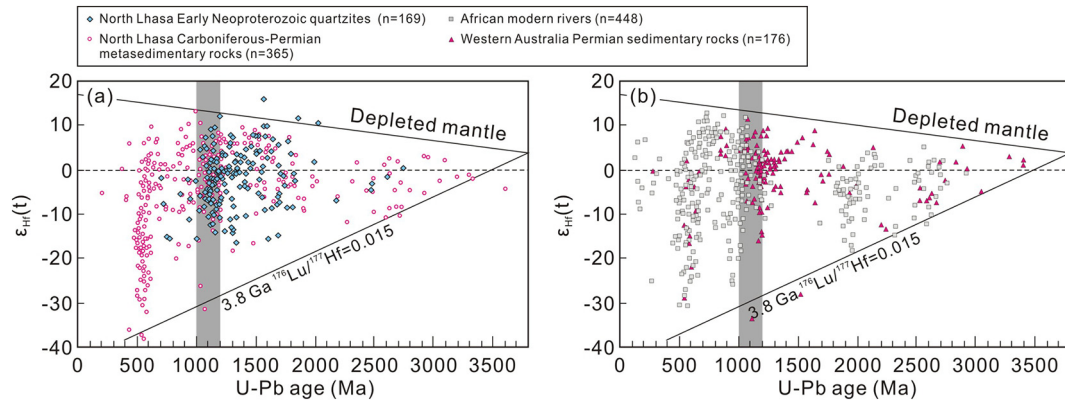 North Lhasa Early Neoproterozoic quartzites (n=169)
North Lhasa Carboniferous-Permian
metasedimentary rocks (n=365)
African modern rivers (n=448)
Western Australia Permian sedimentary rocks (n=176)
(a)
Depleted mantle
3.8 Ga ¹⁷⁶Lu/¹⁷⁷Hf=0.015
εHf(t)
20
10
0
-10
-20
-30
-40
0 500 1000 1500 2000 2500 3000 3500
U-Pb age (Ma)
(b)
Depleted mantle
3.8 Ga ¹⁷⁶Lu/¹⁷⁷Hf=0.015
εHf(t)
20
10
0
-10
-20
-30
-40
0 500 1000 1500 2000 2500 3000 3500
U-Pb age (Ma)